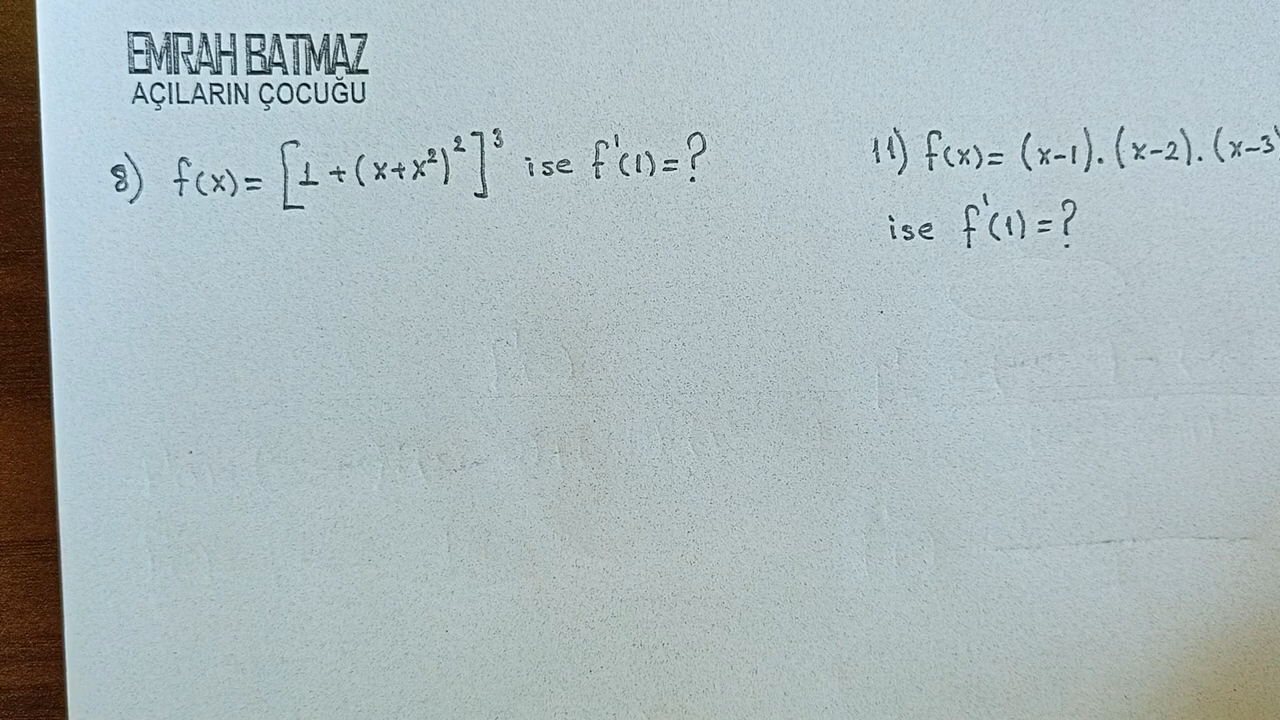 EMRAH BATMAZ
AÇILARIN ÇOCUĞU
8) f(x)= [1+(x+x²)²]³ ise f'(1)=?
11) f(x)= (x-1).(x-2).(x-3)
ise f'(1)=?